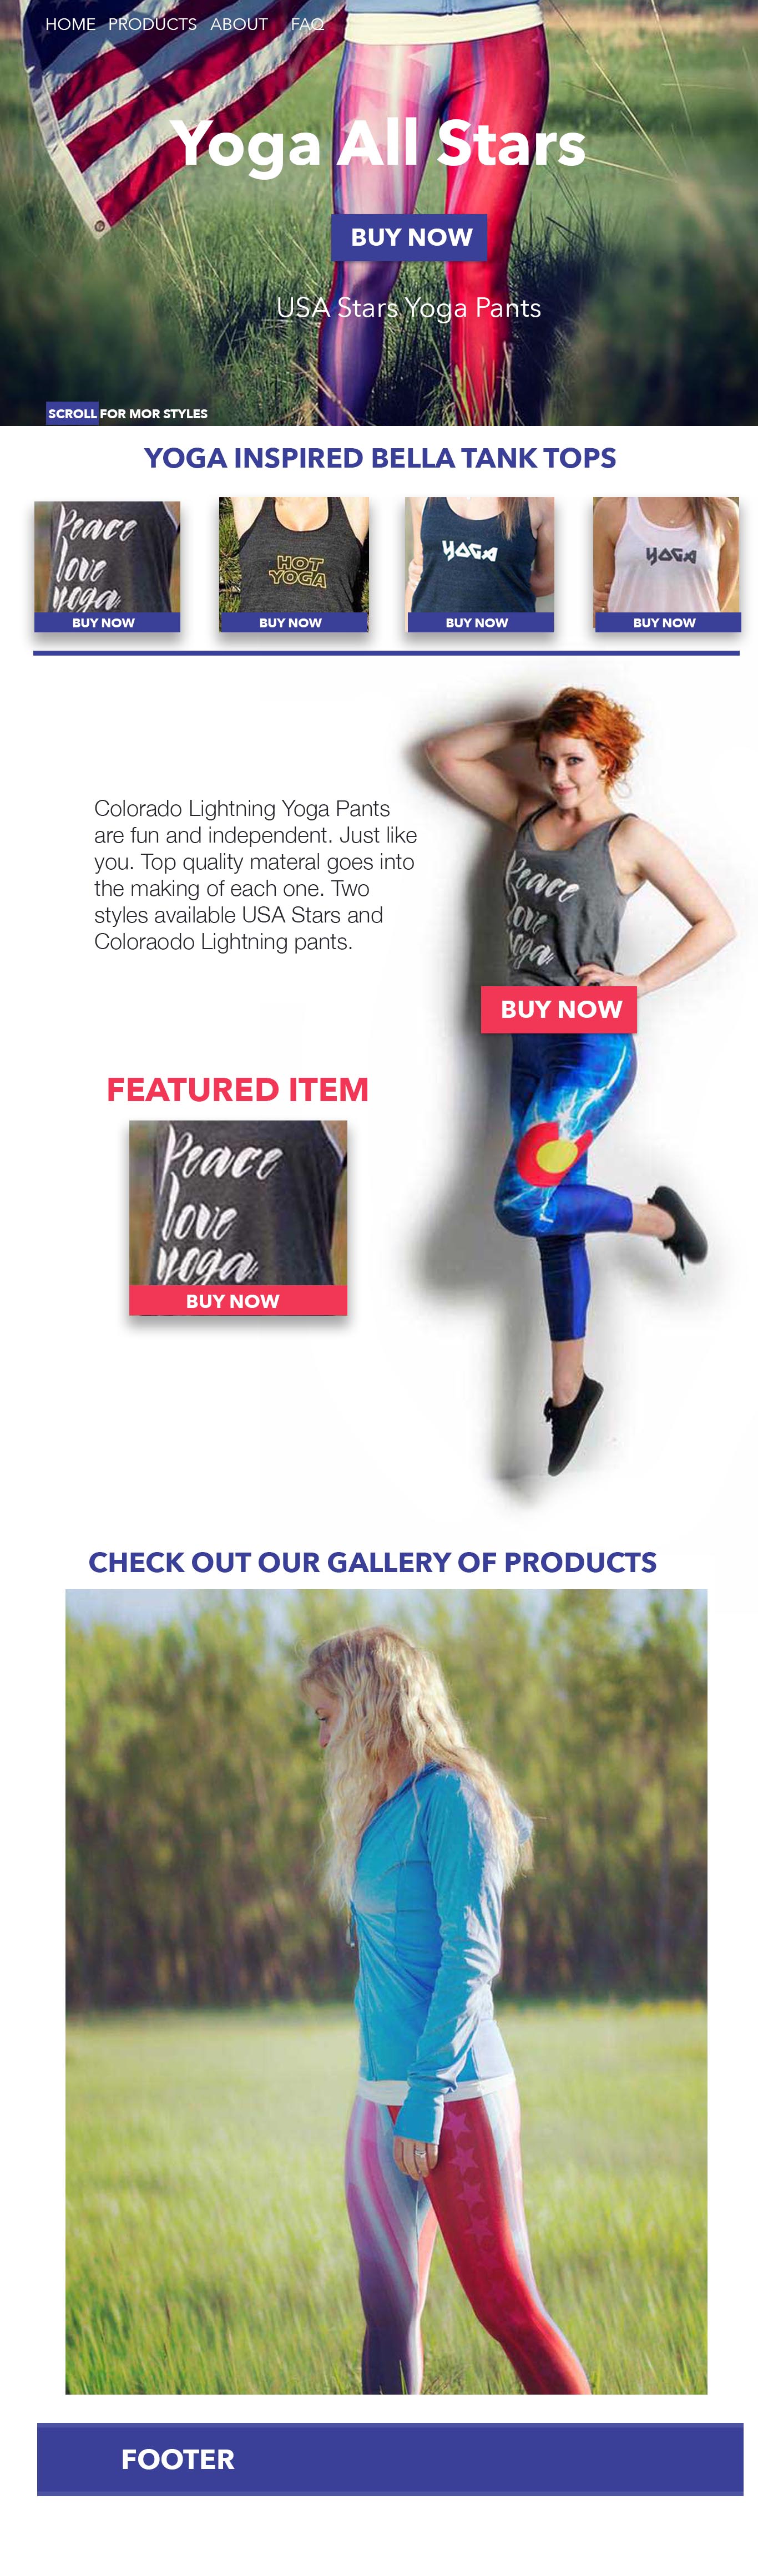 HOME PRODUCTS ABOUT FAQ
Yoga All Stars
BUY NOW
USA Stars Yoga Pants
SCROLL FOR MOR STYLES
YOGA INSPIRED BELLA TANK TOPS
Peace
love
yoga
BUY NOW
HOT
YOGA
BUY NOW
YOGA
BUY NOW
YOGA
BUY NOW
Colorado Lightning Yoga Pants
are fun and independent. Just like
you. Top quality materal goes into
the making of each one. Two
styles available USA Stars and
Coloraodo Lightning pants.
Peace
love
yoga
BUY NOW
FEATURED ITEM
Peace
love
yoga
BUY NOW
CHECK OUT OUR GALLERY OF PRODUCTS
FOOTER